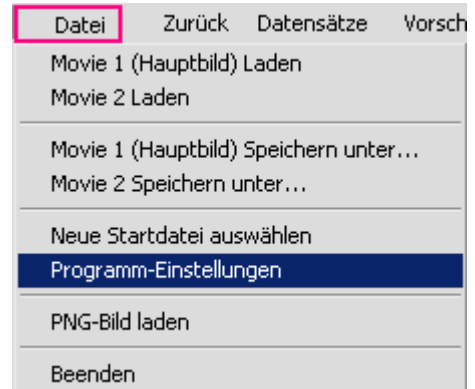 Datei Zurück Datensätze Vorsch
Movie 1 (Hauptbild) Laden
Movie 2 Laden
Movie 1 (Hauptbild) Speichern unter...
Movie 2 Speichern unter...
Neue Startdatei auswählen
Programm-Einstellungen
PNG-Bild laden
Beenden